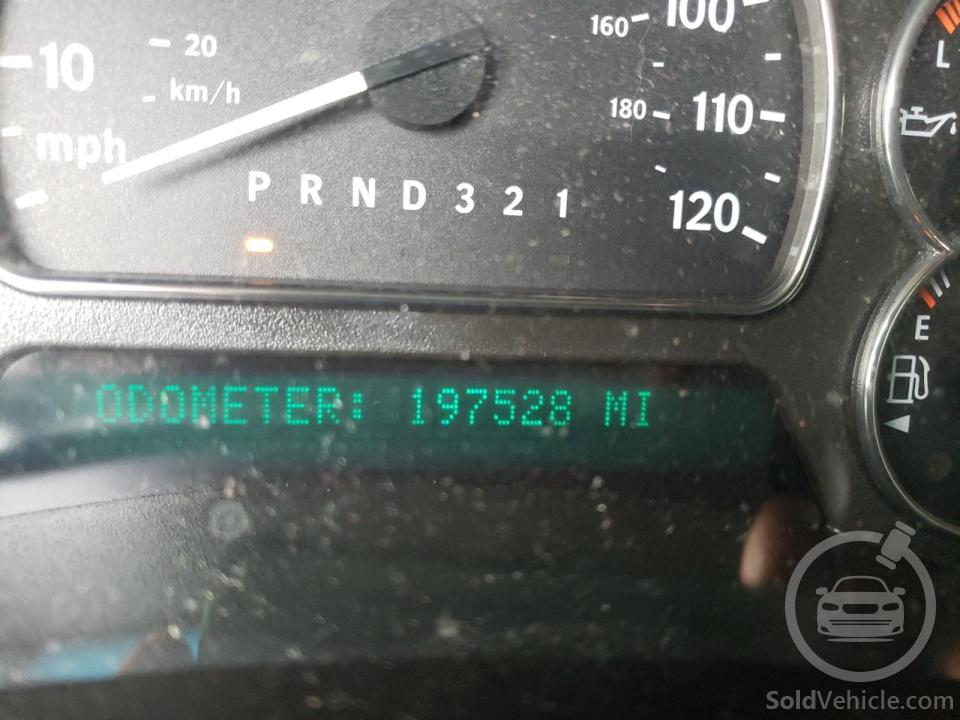 160 100
10 20
L
km/h
180 110
mph
P R N D 3 2 1
120
E
ODOMETER: 197528 MI
SoldVehicle.com